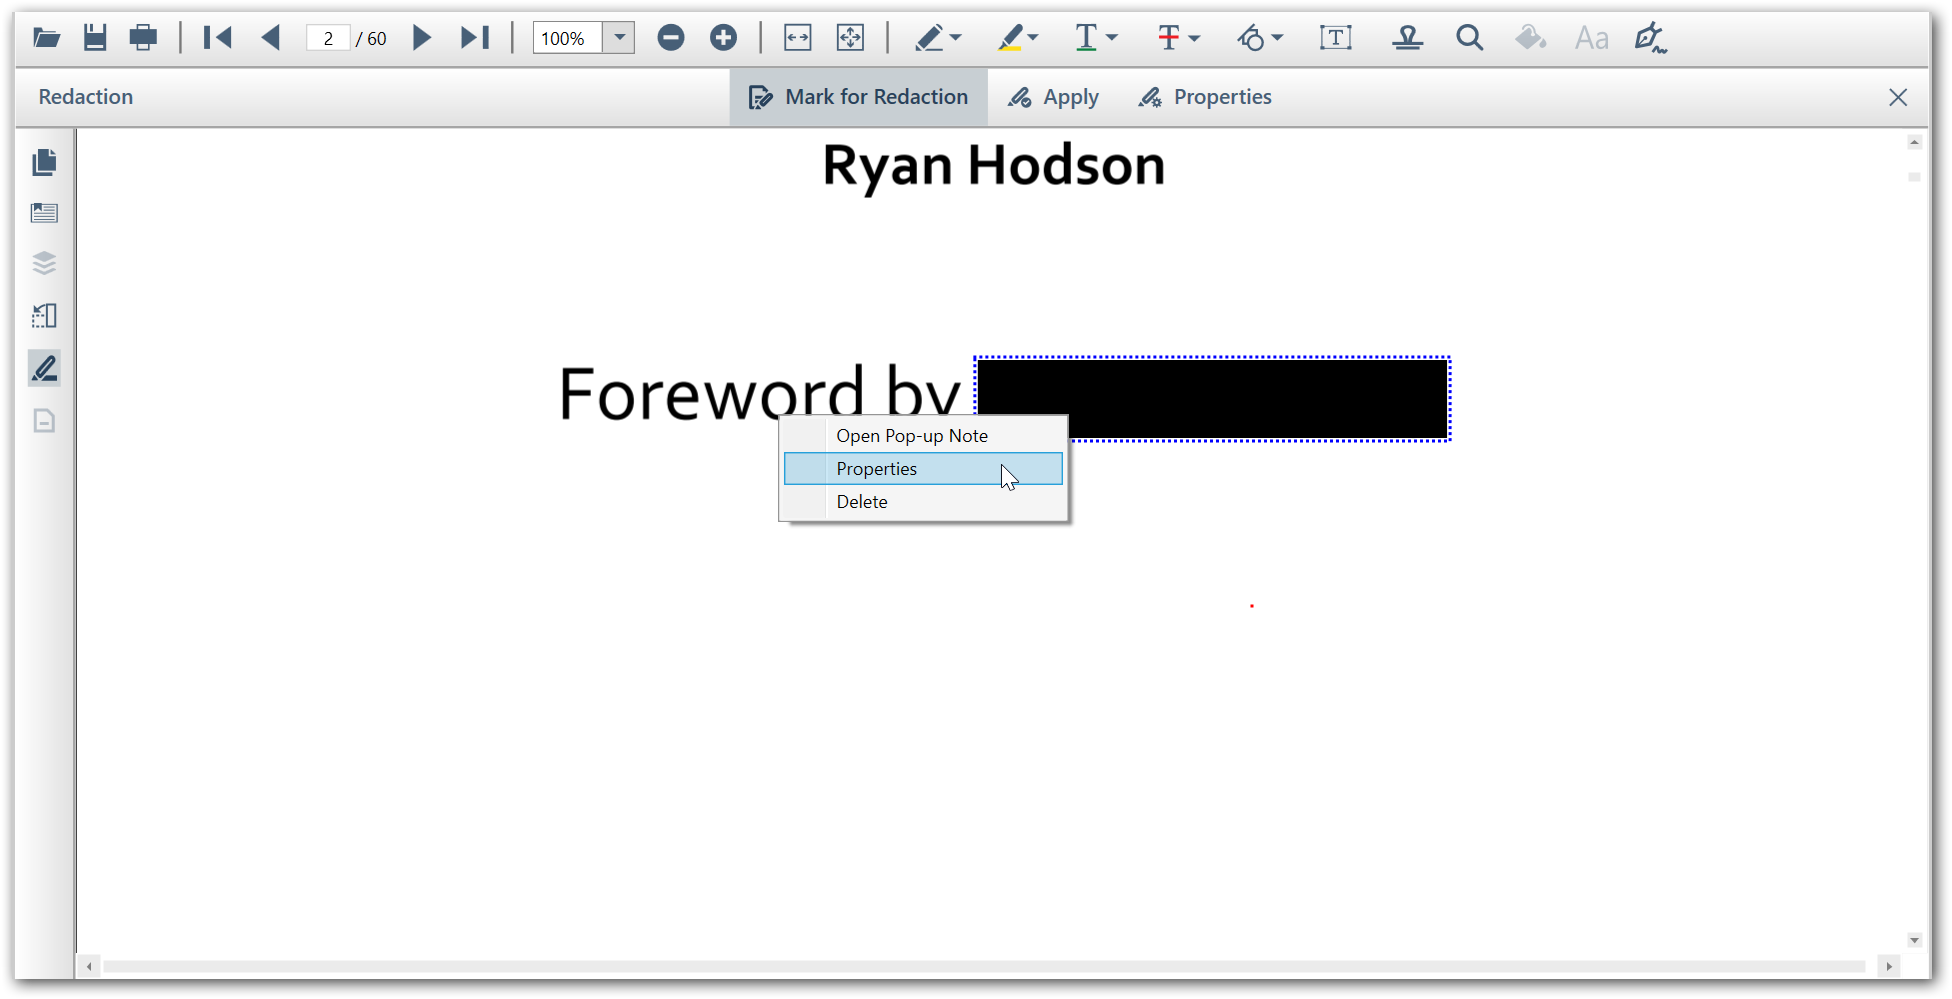 2 / 60 100% T T T Aa
Redaction Mark for Redaction Apply Properties
Ryan Hodson
Foreword by
Open Pop-up Note
Properties
Delete